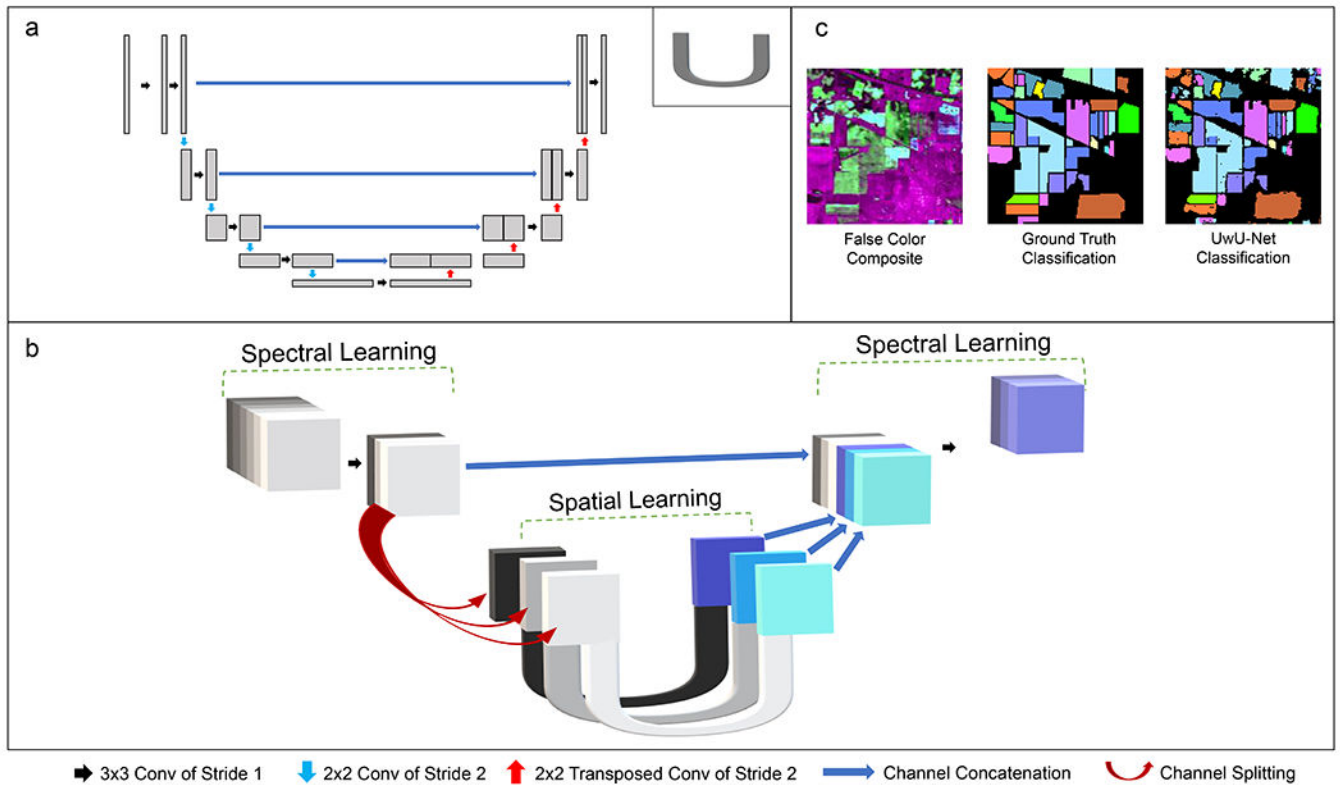 a
c
False Color
Composite
Ground Truth
Classification
UwU-Net
Classification
b
Spectral Learning
Spectral Learning
Spatial Learning
3x3 Conv of Stride 1
2x2 Conv of Stride 2
2x2 Transposed Conv of Stride 2
Channel Concatenation
Channel Splitting